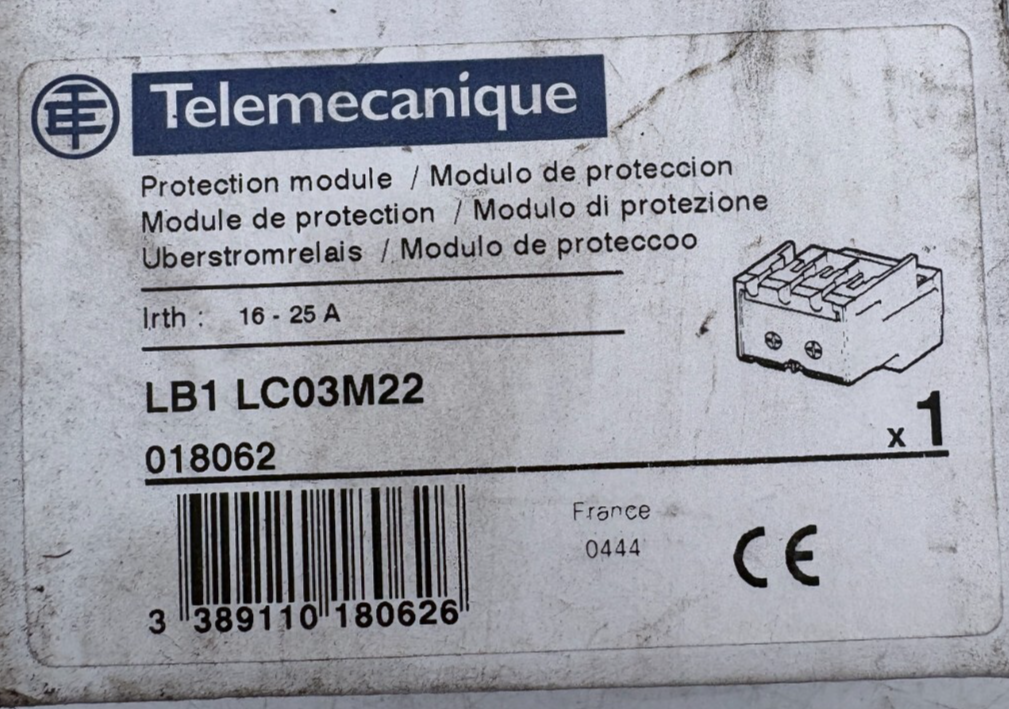 Telemecanique
Protection module / Modulo de proteccion
Module de protection / Modulo di protezione
Uberstromrelais / Modulo de proteccoo
Irth : 16 - 25 A
LB1 LC03M22
x 1
018062
France
0444
CE
3 389110 180626